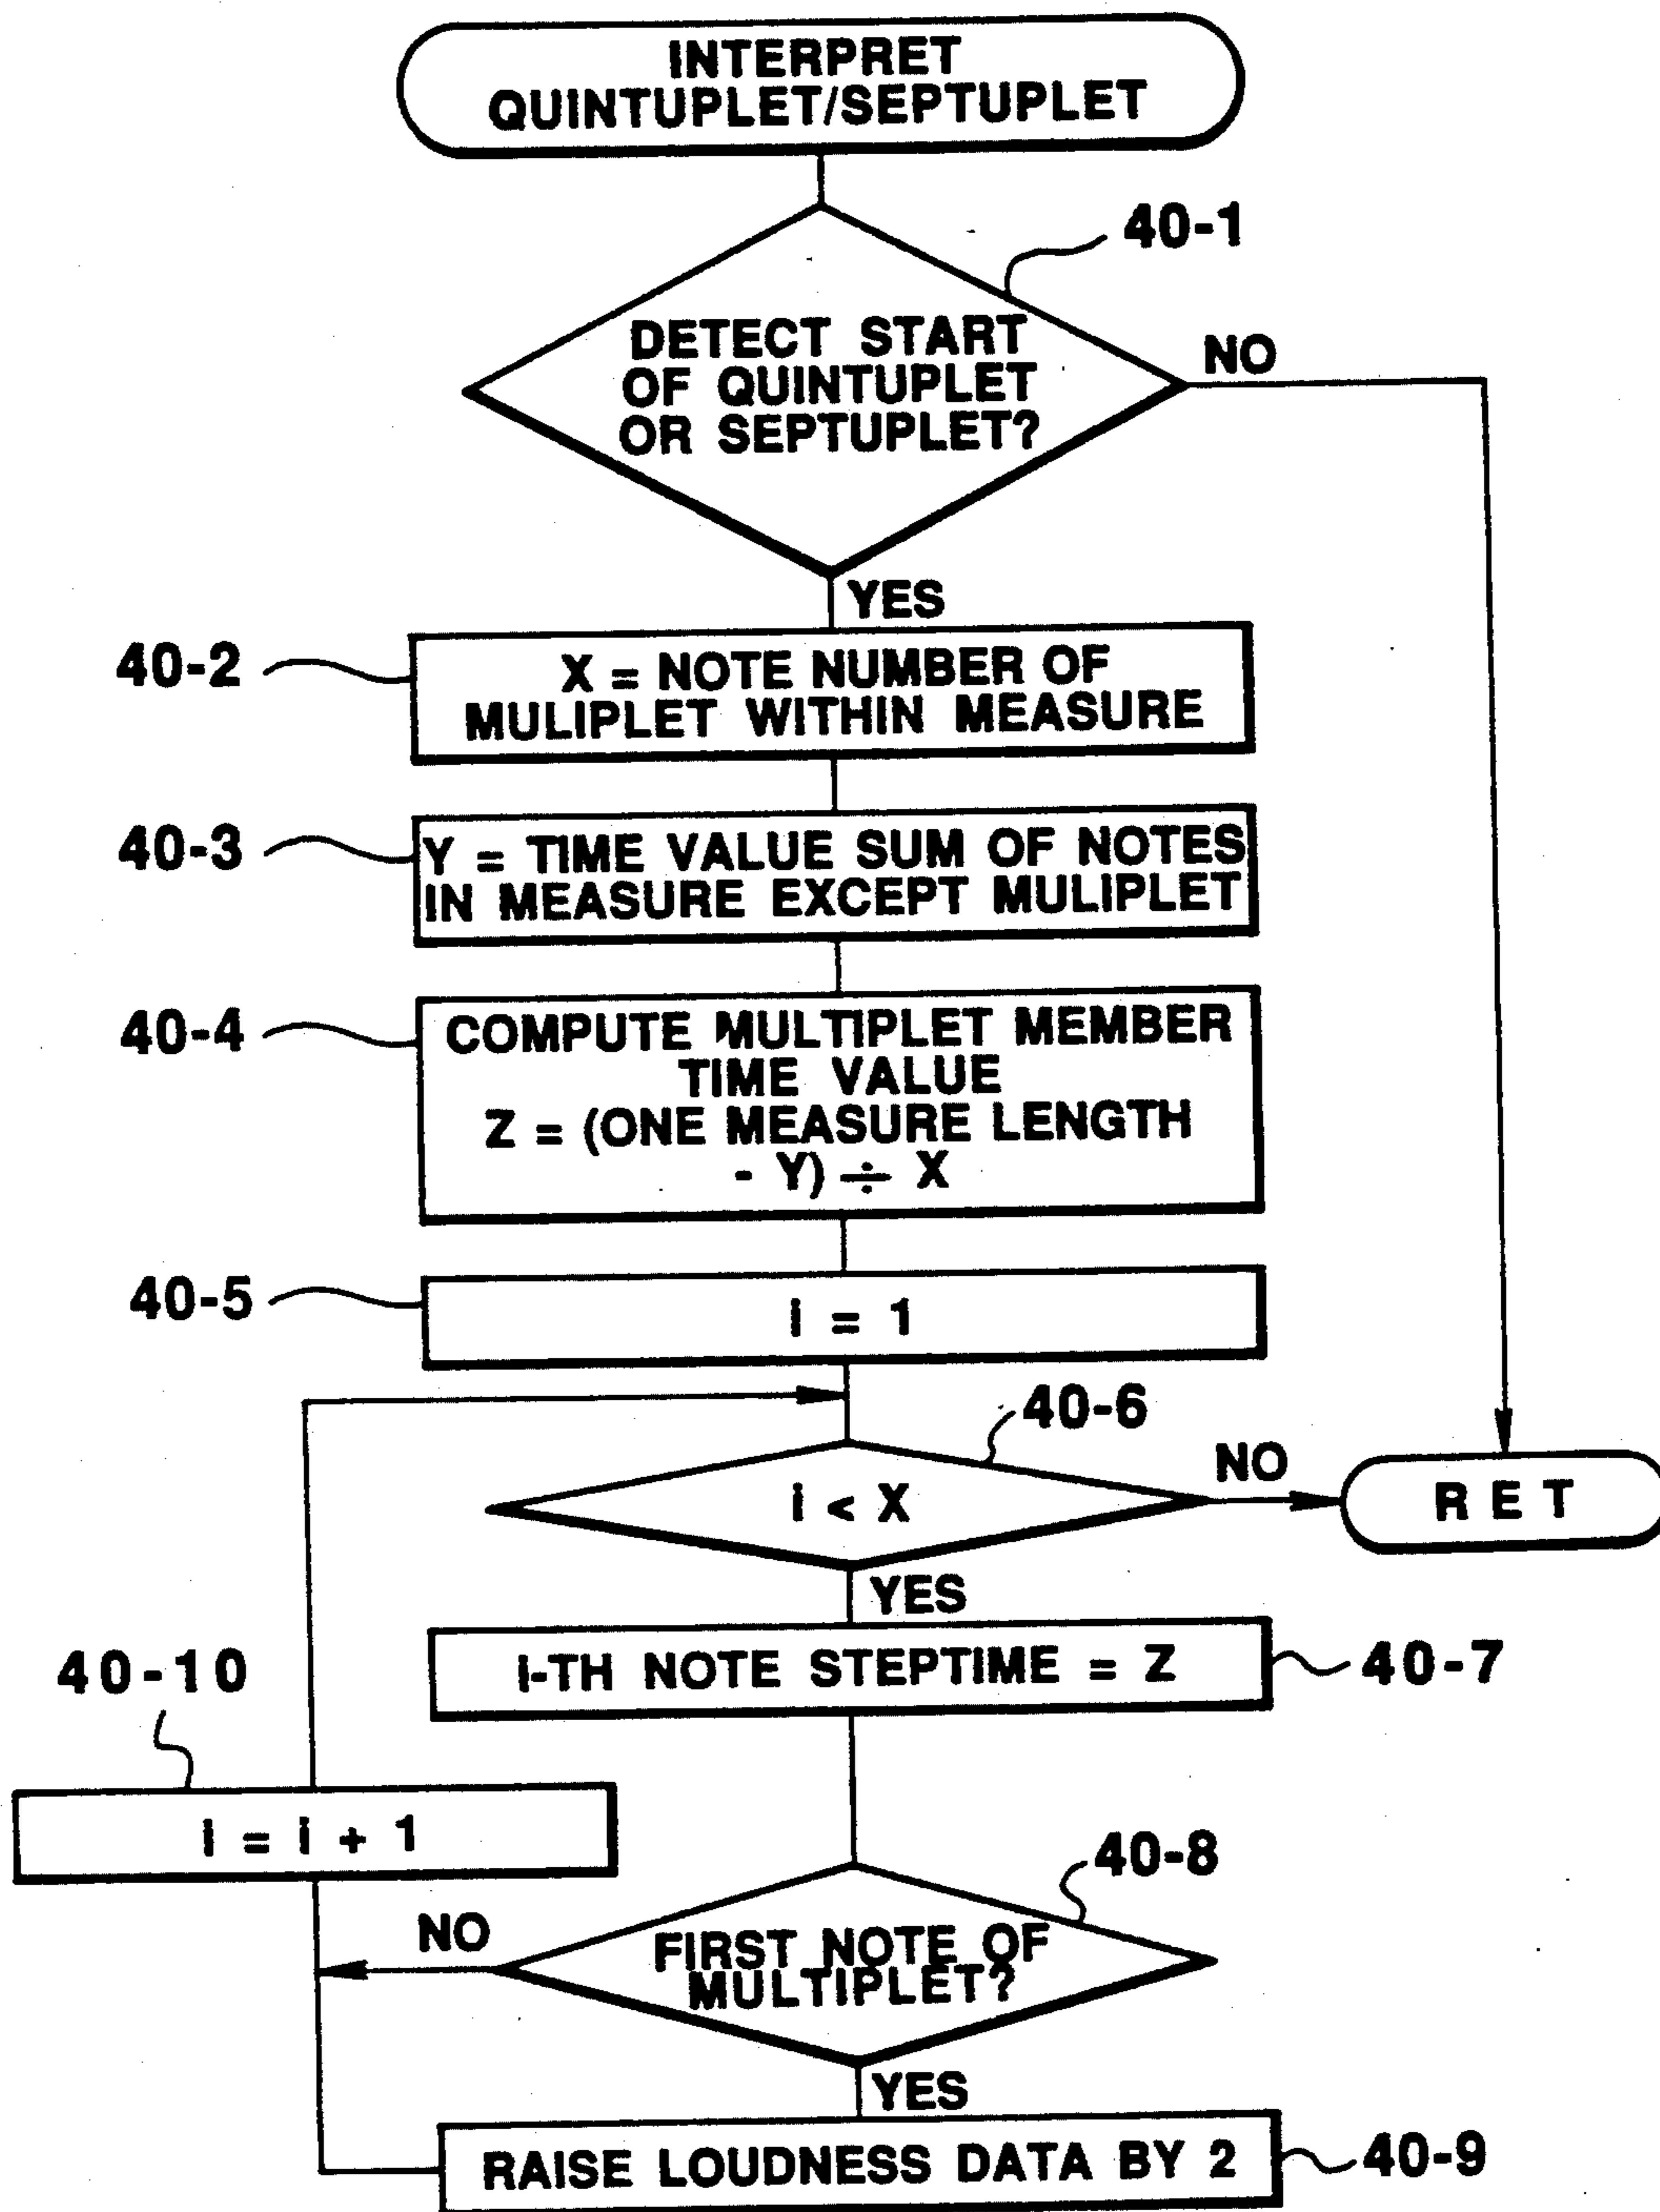 INTERPRET
QUINTUPLET/SEPTUPLET
40-1
DETECT START
OF QUINTUPLET
OR SEPTUPLET?
NO
YES
40-2
X = NOTE NUMBER OF
MULIPLET WITHIN MEASURE
40-3
Y = TIME VALUE SUM OF NOTES
IN MEASURE EXCEPT MULIPLET
40-4
COMPUTE MULTIPLET MEMBER
TIME VALUE
Z = (ONE MEASURE LENGTH
- Y) ÷ X
40-5
i = 1
40-6
i < X
NO
RET
YES
I-TH NOTE STEPTIME = Z
40-7
40-10
i = i + 1
40-8
NO
FIRST NOTE OF
MULTIPLET?
YES
RAISE LOUDNESS DATA BY 2
40-9